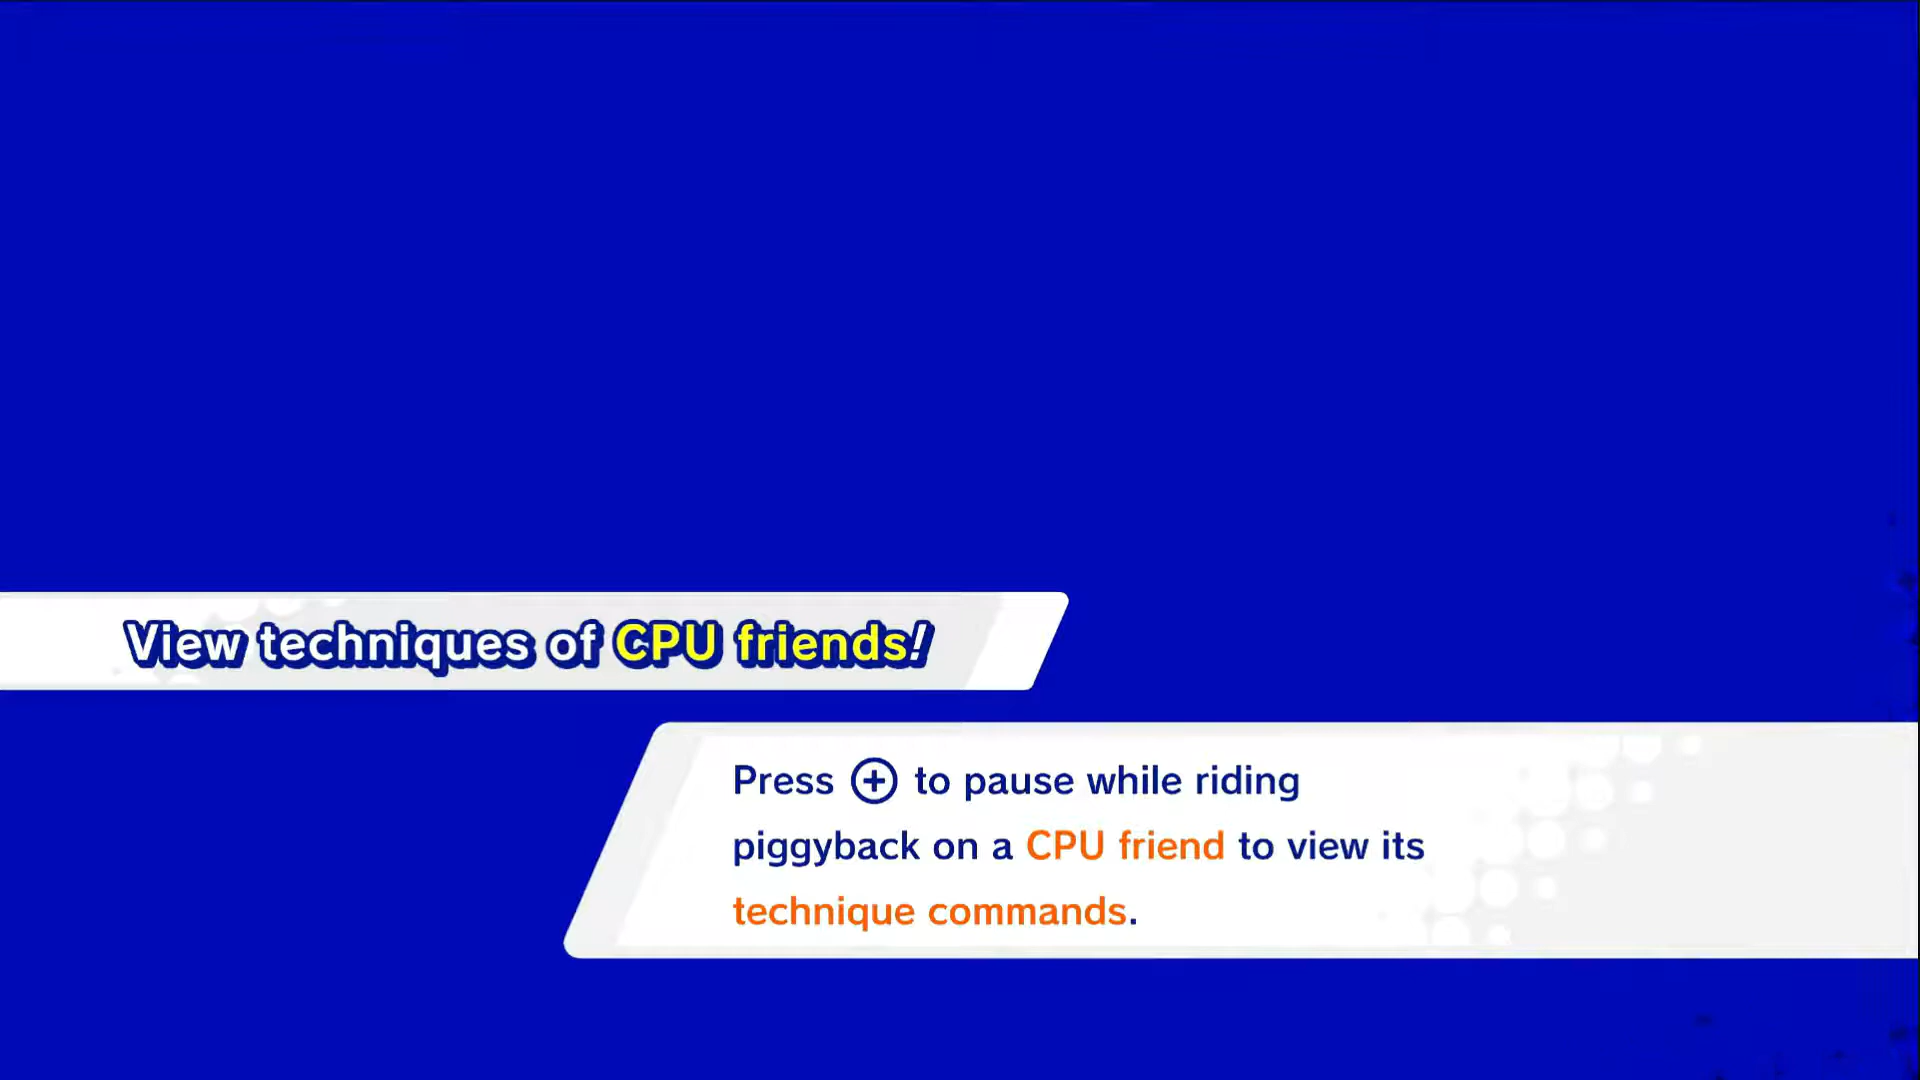 View techniques of CPU friends!
Press ⊕ to pause while riding
piggyback on a CPU friend to view its
technique commands.